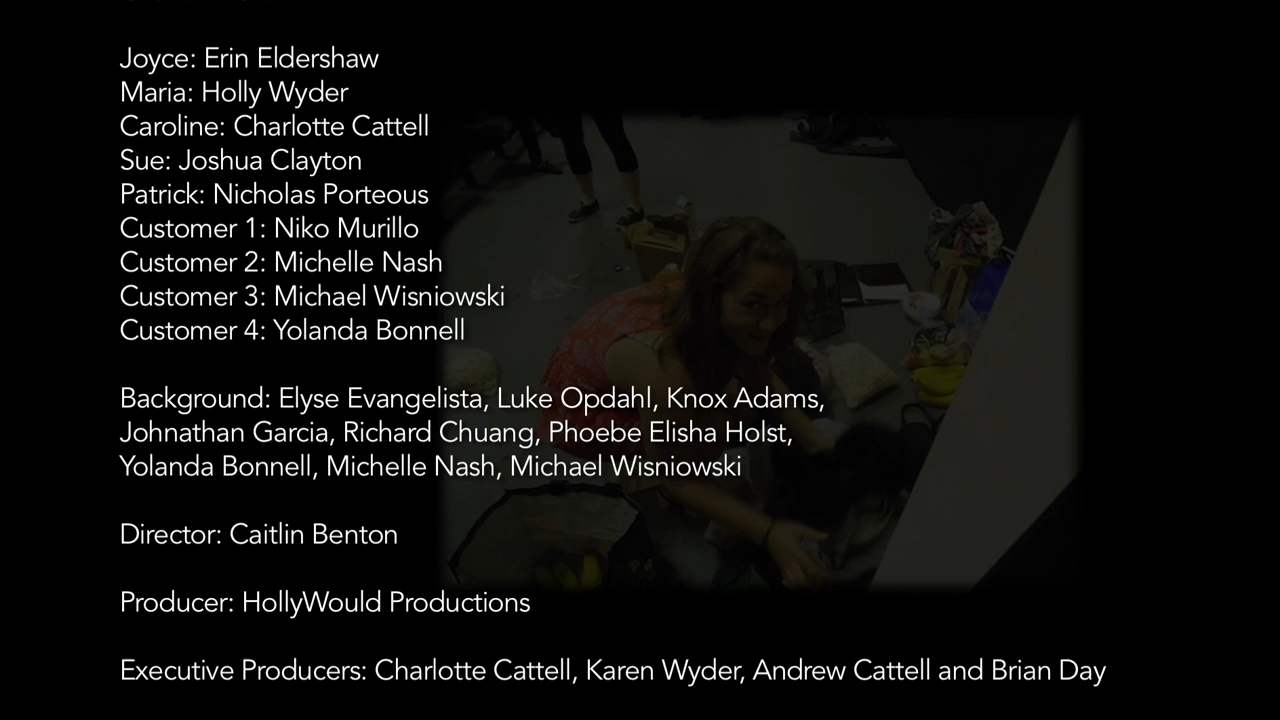 Joyce: Erin Eldershaw
Maria: Holly Wyder
Caroline: Charlotte Cattell
Sue: Joshua Clayton
Patrick: Nicholas Porteous
Customer 1: Niko Murillo
Customer 2: Michelle Nash
Customer 3: Michael Wisniowski
Customer 4: Yolanda Bonnell
Background: Elyse Evangelista, Luke Opdahl, Knox Adams,
Johnathan Garcia, Richard Chuang, Phoebe Elisha Holst,
Yolanda Bonnell, Michelle Nash, Michael Wisniowski
Director: Caitlin Benton
Producer: HollyWould Productions
Executive Producers: Charlotte Cattell, Karen Wyder, Andrew Cattell and Brian Day